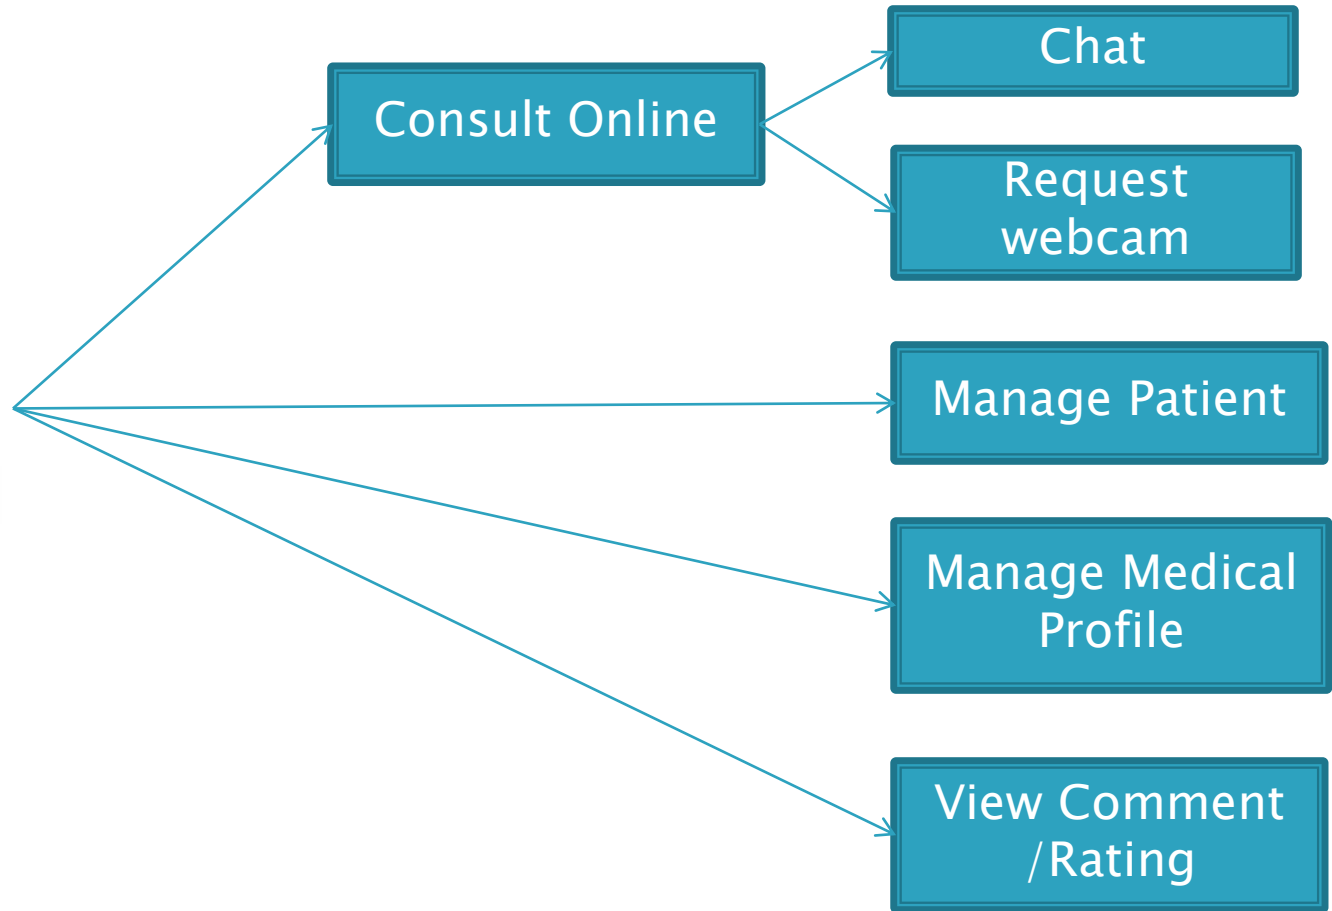 Chat
Consult Online
Request
webcam
Manage Patient
Manage Medical
Profile
View Comment
/Rating